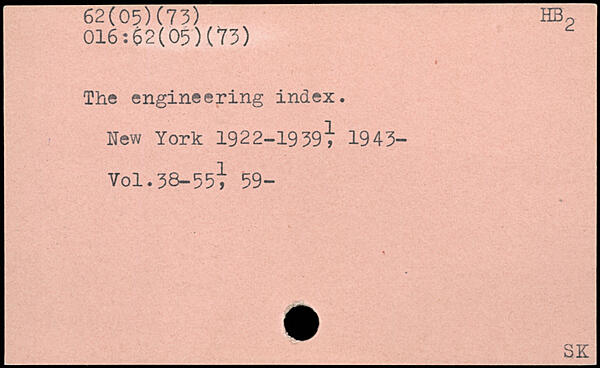 62(05)(73) HB2
016:62(05)(73)
The engineering index.
New York 1922-1939¹, 1943-
Vol.38-55¹, 59-
SK